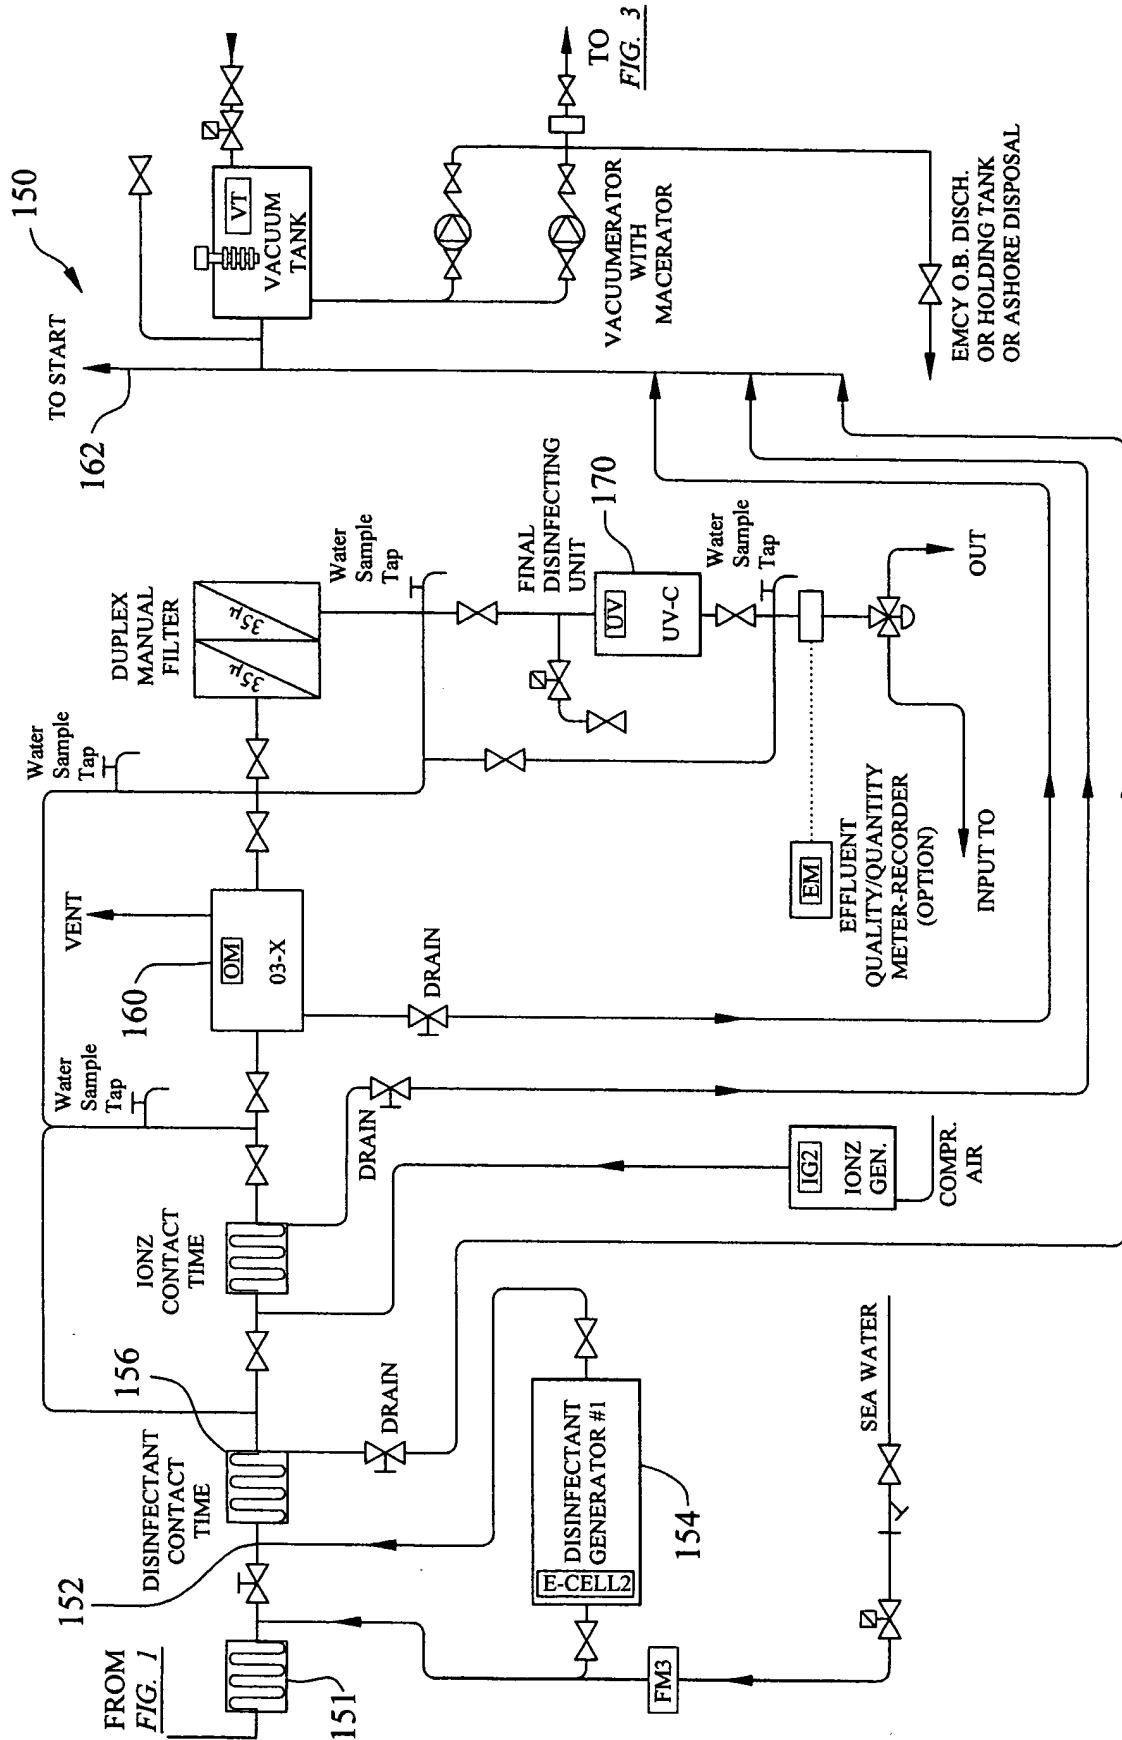 150
TO START
162
VT
VACUUM
TANK
TO
FIG. 3
VACUUMERATOR
WITH
MACERATOR
EMCY O.B. DISCH.
OR HOLDING TANK
OR ASHORE DISPOSAL
DUPLEX
MANUAL
FILTER
35μ
35μ
Water
Sample
Tap
FINAL
DISINFECTING
UNIT
170
UV
UV-C
Water
Sample
Tap
OUT
INPUT TO
EM
EFFLUENT
QUALITY/QUANTITY
METER-RECORDER
(OPTION)
Water
Sample
Tap
VENT
160
OM
03-X
DRAIN
Water
Sample
Tap
DRAIN
IONZ
CONTACT
TIME
IG2
IONZ
GEN.
COMPR.
AIR
156
DISINFECTANT
CONTACT
TIME
DRAIN
152
DISINFECTANT
GENERATOR #1
E-CELL2
154
SEA WATER
FM3
FROM
FIG. 1
151